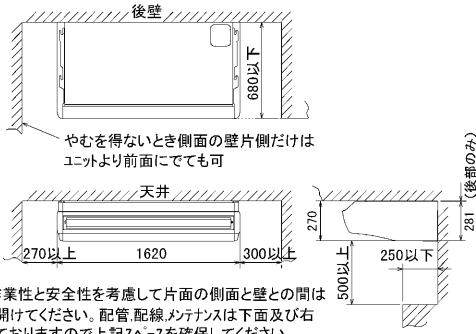 後壁
680以下
やむを得ないとき側面の壁片側だけは
ユニットより前面にでても可
天井
270以上
1620
300以上
270
281
(後部のみ)
500以上
250以下
業性と安全性を考慮して片面の側面と壁との間は
開けてください。配管,配線,メンテナンスは下面及び右
ておりますので上記スペースを確保してください